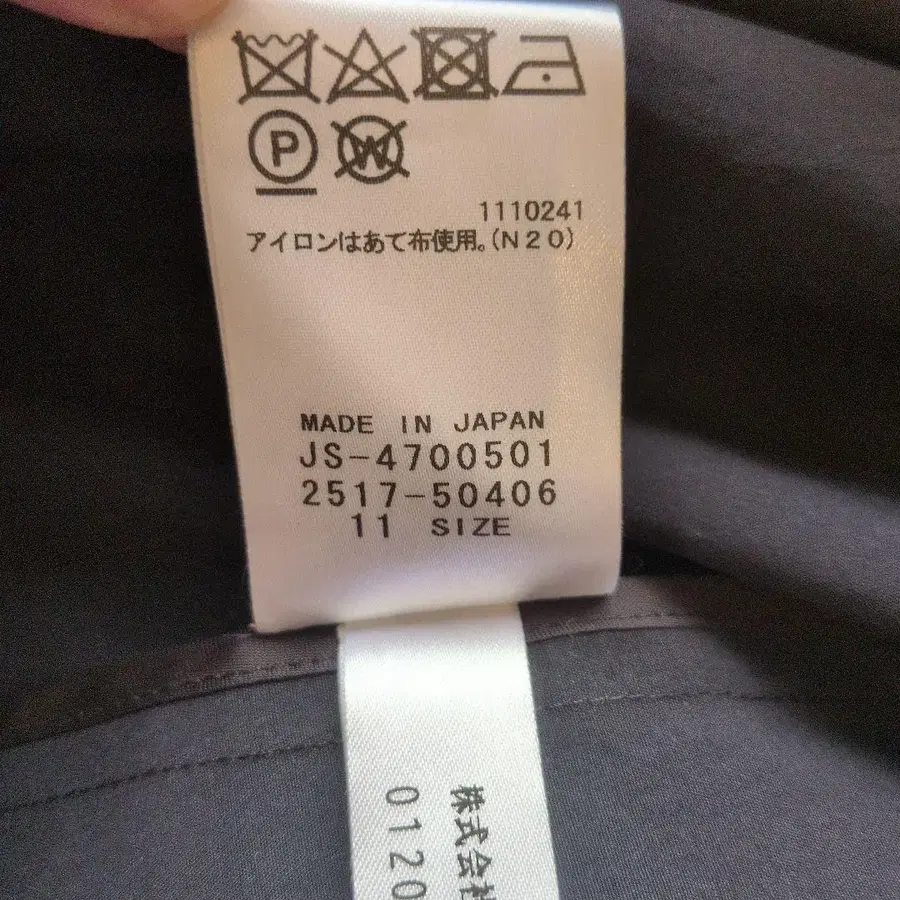 P W
1110241
アイロンはあて布使用。(N20)
MADE IN JAPAN
JS-4700501
2517-50406
11 SIZE
株式会社
0120